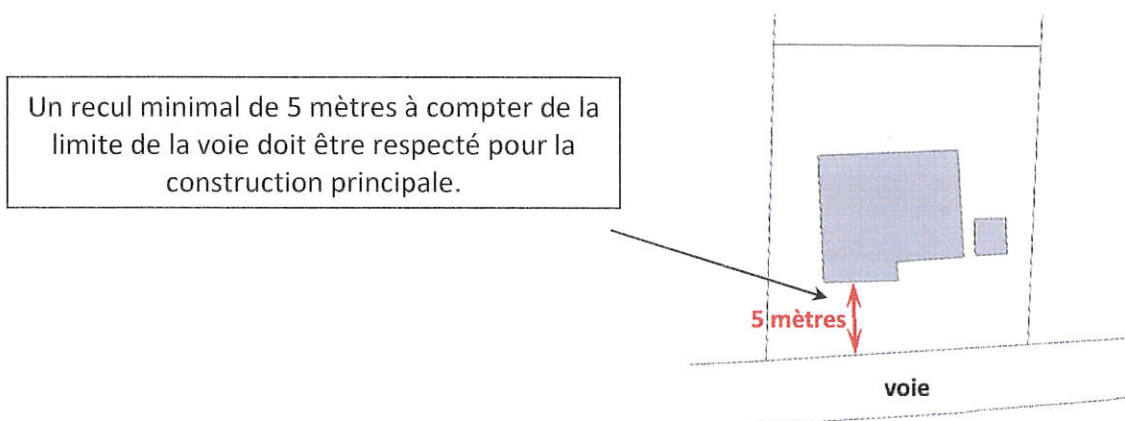 Un recul minimal de 5 mètres à compter de la
limite de la voie doit être respecté pour la
construction principale.
5 mètres
voie